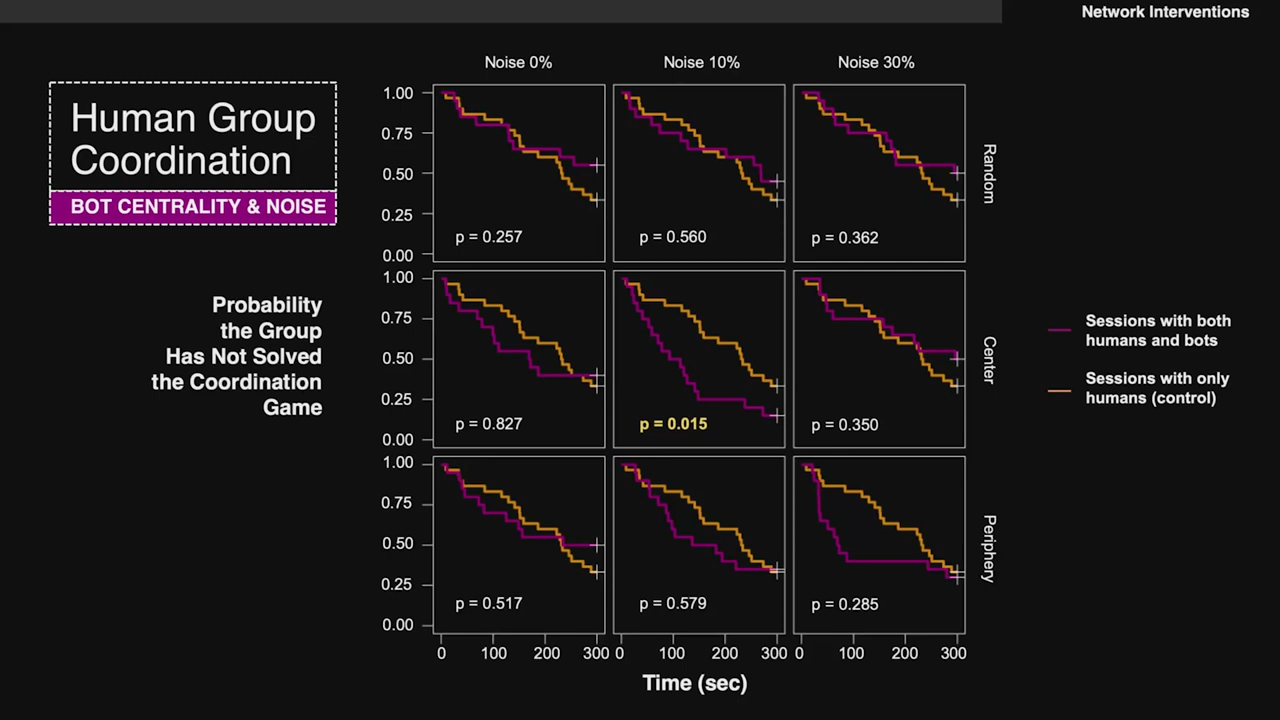 Network Interventions
Human Group
Coordination
BOT CENTRALITY & NOISE
Probability
the Group
Has Not Solved
the Coordination
Game
Noise 0% Noise 10% Noise 30%
1.00
0.75
0.50
0.25
0.00
p = 0.257 p = 0.560 p = 0.362
Random
1.00
0.75
0.50
0.25
0.00
p = 0.827 p = 0.015 p = 0.350
Center
1.00
0.75
0.50
0.25
0.00
p = 0.517 p = 0.579 p = 0.285
Periphery
0 100 200 300 0 100 200 300 0 100 200 300
Time (sec)
Sessions with both
humans and bots
Sessions with only
humans (control)